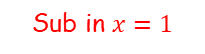 Sub in x = 1